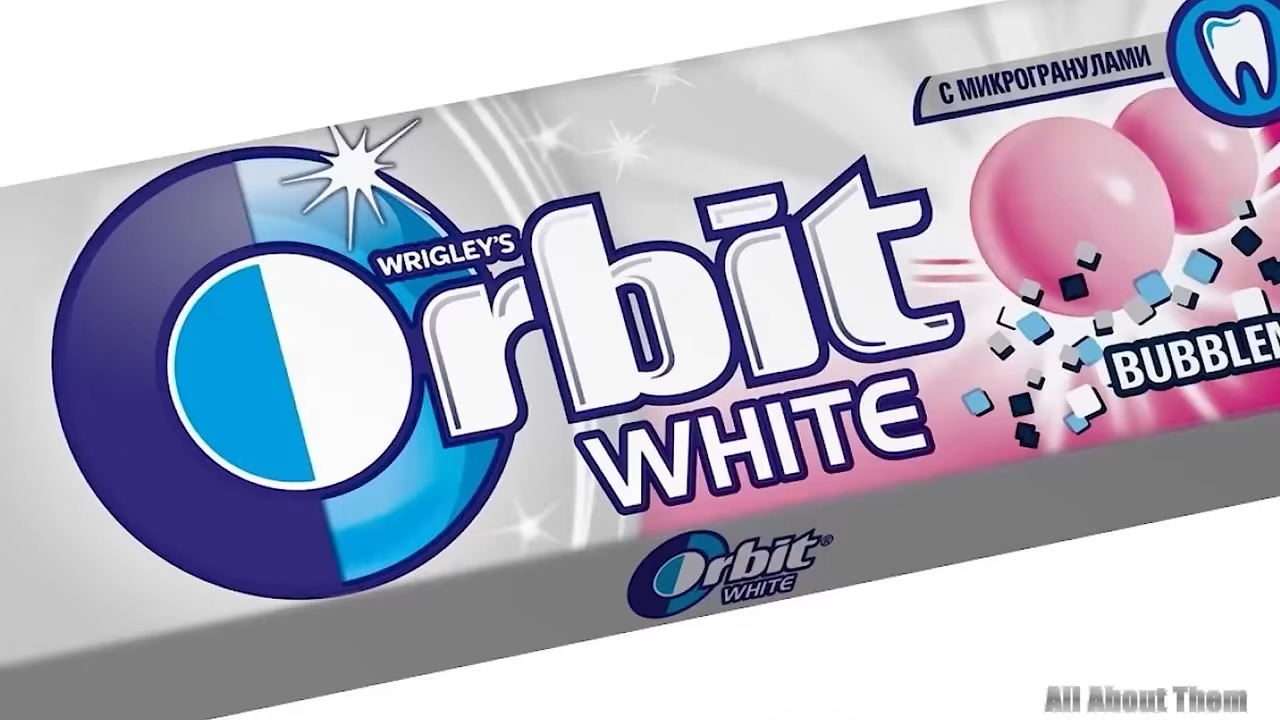 С МИКРОГРАНУЛАМИ
WRIGLEY'S
Orbit
WHITE
Orbit®
WHITE
All About Them